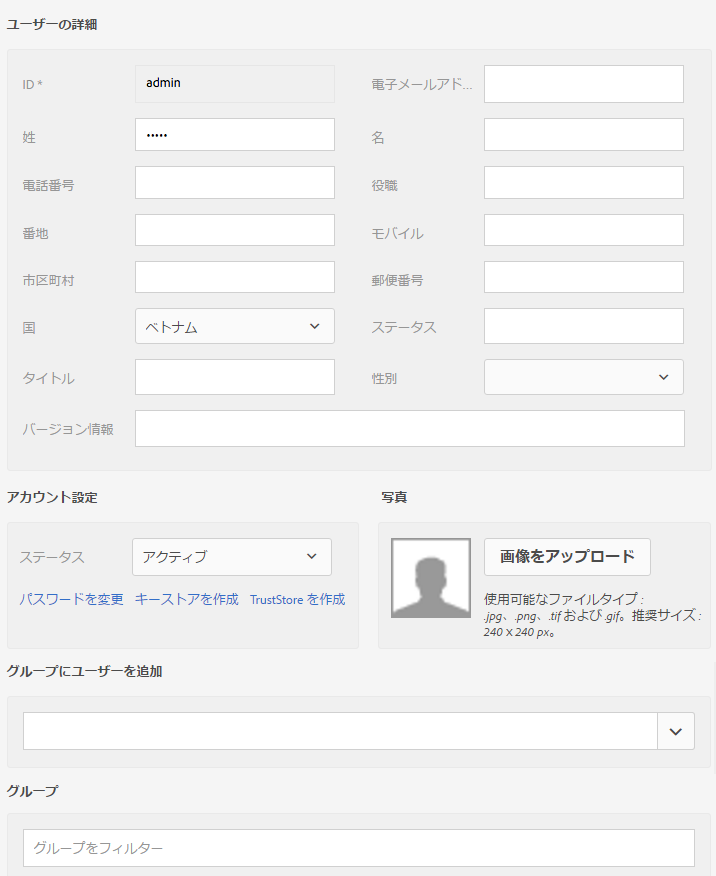 ユーザーの詳細
ID * admin 電子メールアド...
姓 ••••• 名
電話番号 役職
番地 モバイル
市区町村 郵便番号
国 ベトナム ステータス
タイトル 性別
バージョン情報
アカウント設定 写真
ステータス アクティブ 画像をアップロード
パスワードを変更 キーストアを作成 TrustStore を作成 使用可能なファイルタイプ :
.jpg、.png、.tif および .gif。推奨サイズ :
240 x 240 px。
グループにユーザーを追加
グループ
グループをフィルター